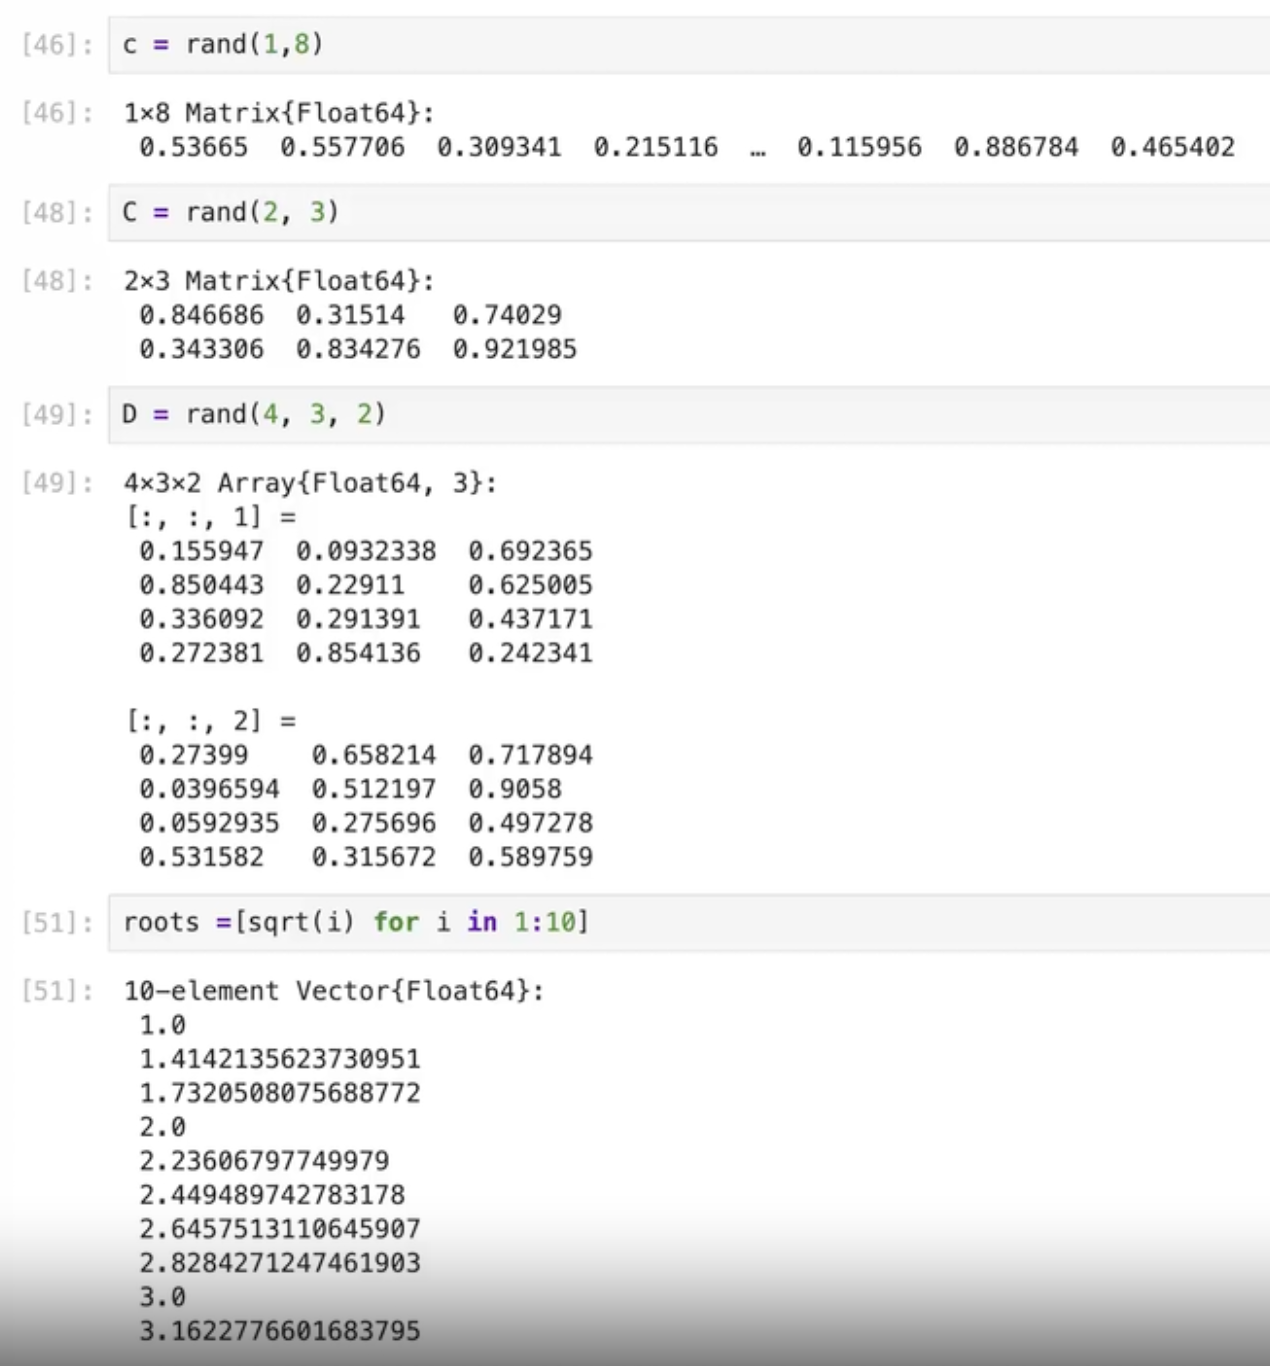 [46]: c = rand(1,8)
[46]: 1×8 Matrix{Float64}:
0.53665 0.557706 0.309341 0.215116 … 0.115956 0.886784 0.465402
[48]: C = rand(2, 3)
[48]: 2×3 Matrix{Float64}:
0.846686 0.31514 0.74029
0.343306 0.834276 0.921985
[49]: D = rand(4, 3, 2)
[49]: 4×3×2 Array{Float64, 3}:
[:, :, 1] =
0.155947 0.0932338 0.692365
0.850443 0.22911 0.625005
0.336092 0.291391 0.437171
0.272381 0.854136 0.242341
[:, :, 2] =
0.27399 0.658214 0.717894
0.0396594 0.512197 0.9058
0.0592935 0.275696 0.497278
0.531582 0.315672 0.589759
[51]: roots =[sqrt(i) for i in 1:10]
[51]: 10-element Vector{Float64}:
1.0
1.4142135623730951
1.7320508075688772
2.0
2.23606797749979
2.449489742783178
2.6457513110645907
2.8284271247461903
3.0
3.1622776601683795